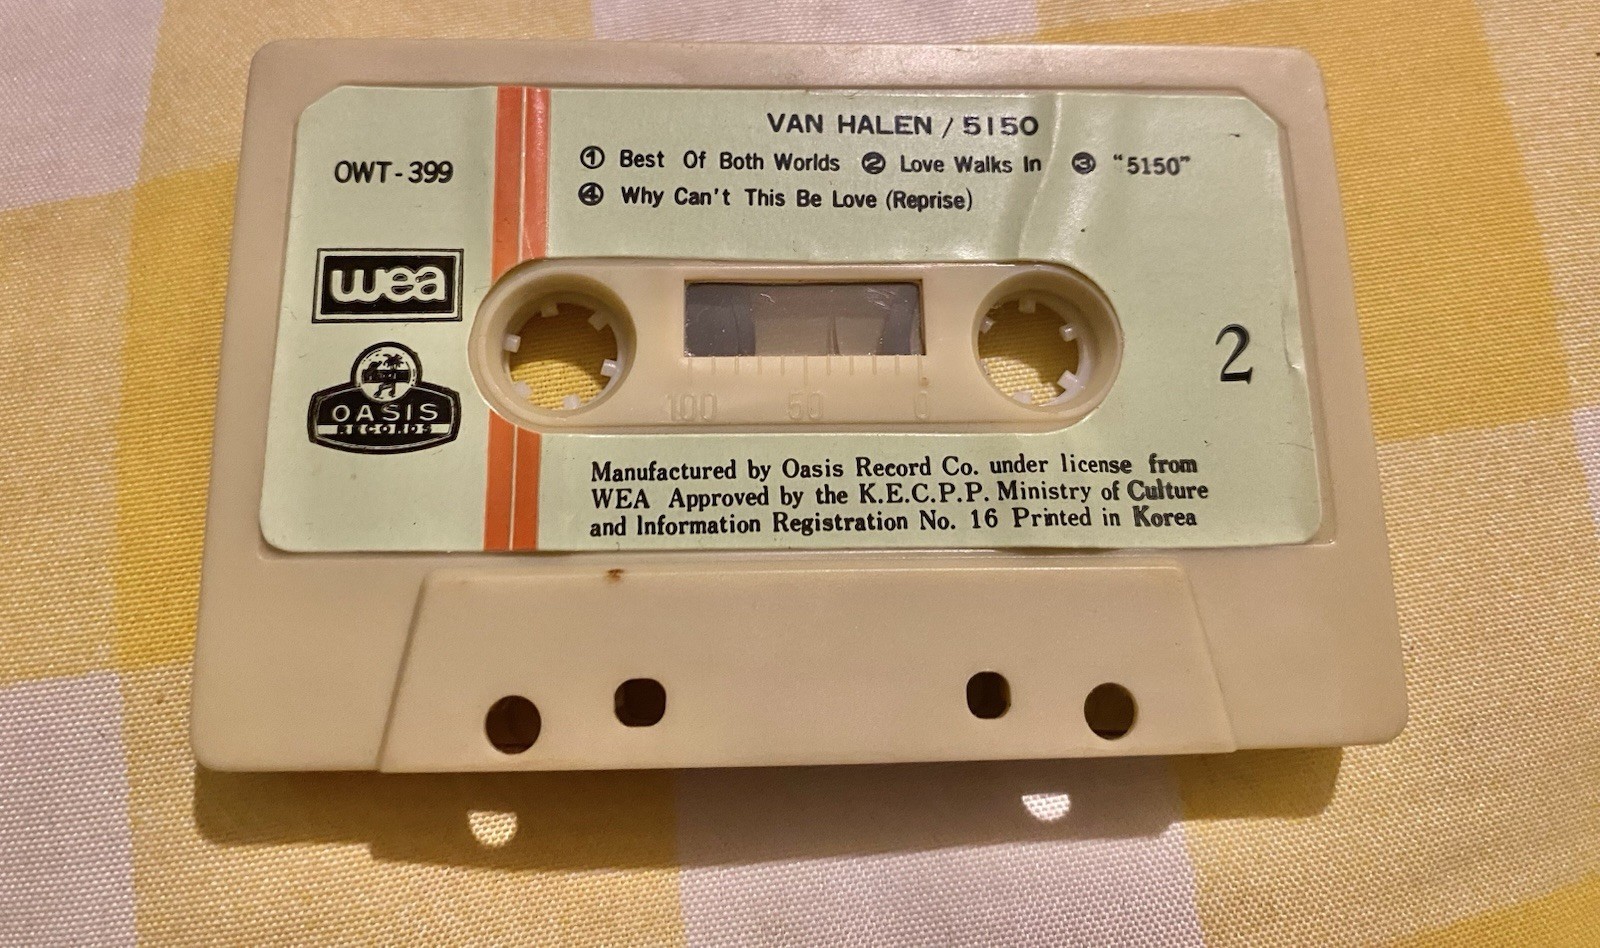 VAN HALEN / 5150
① Best Of Both Worlds ② Love Walks In ③ "5150"
④ Why Can't This Be Love (Reprise)
OWT-399
wea
OASIS
RECORDS
2
100 50 0
Manufactured by Oasis Record Co. under license from
WEA Approved by the K.E.C.P.P. Ministry of Culture
and Information Registration No. 16 Printed in Korea